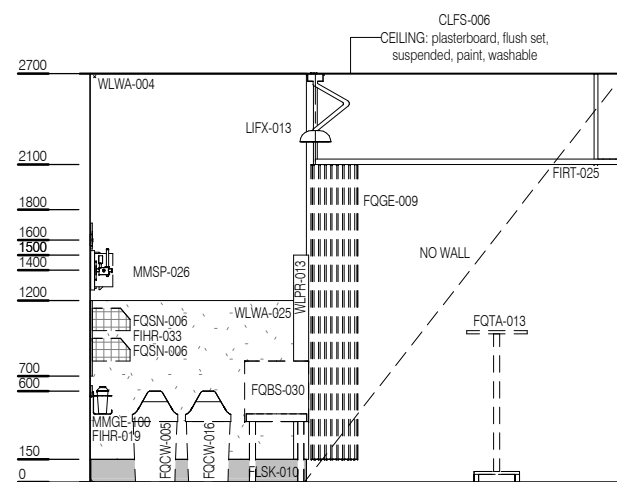 CLFS-006
CEILING: plasterboard, flush set,
suspended, paint, washable
2700
WLWA-004
LIFX-013
2100
FIRT-025
FQGE-009
1800
1600
1500
1400
NO WALL
MMSP-026
WLPR-013
1200
WLWA-025
FQSN-006
FIHR-033
FQSN-006
FQTA-013
700
600
FQBS-030
MMGE-100
FIHR-019
FQCW-005
FQCW-016
150
FLSK-010
0